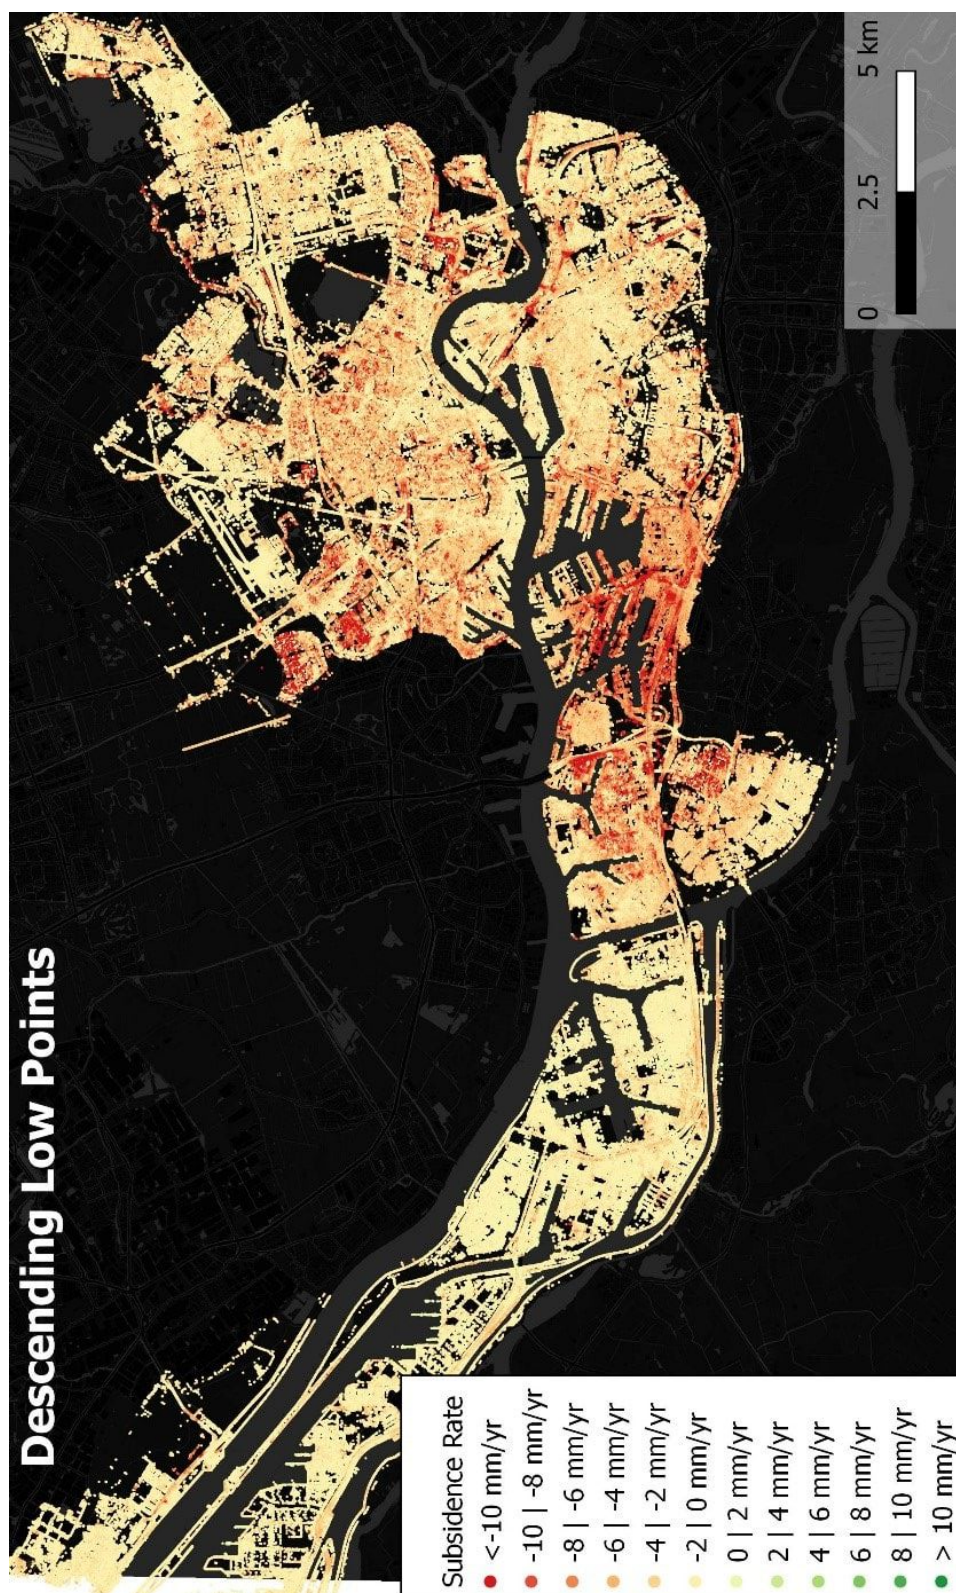 Descending Low Points
0 2.5 5 km
Subsidence Rate
< -10 mm/yr
-10 | -8 mm/yr
-8 | -6 mm/yr
-6 | -4 mm/yr
-4 | -2 mm/yr
-2 | 0 mm/yr
0 | 2 mm/yr
2 | 4 mm/yr
4 | 6 mm/yr
6 | 8 mm/yr
8 | 10 mm/yr
> 10 mm/yr